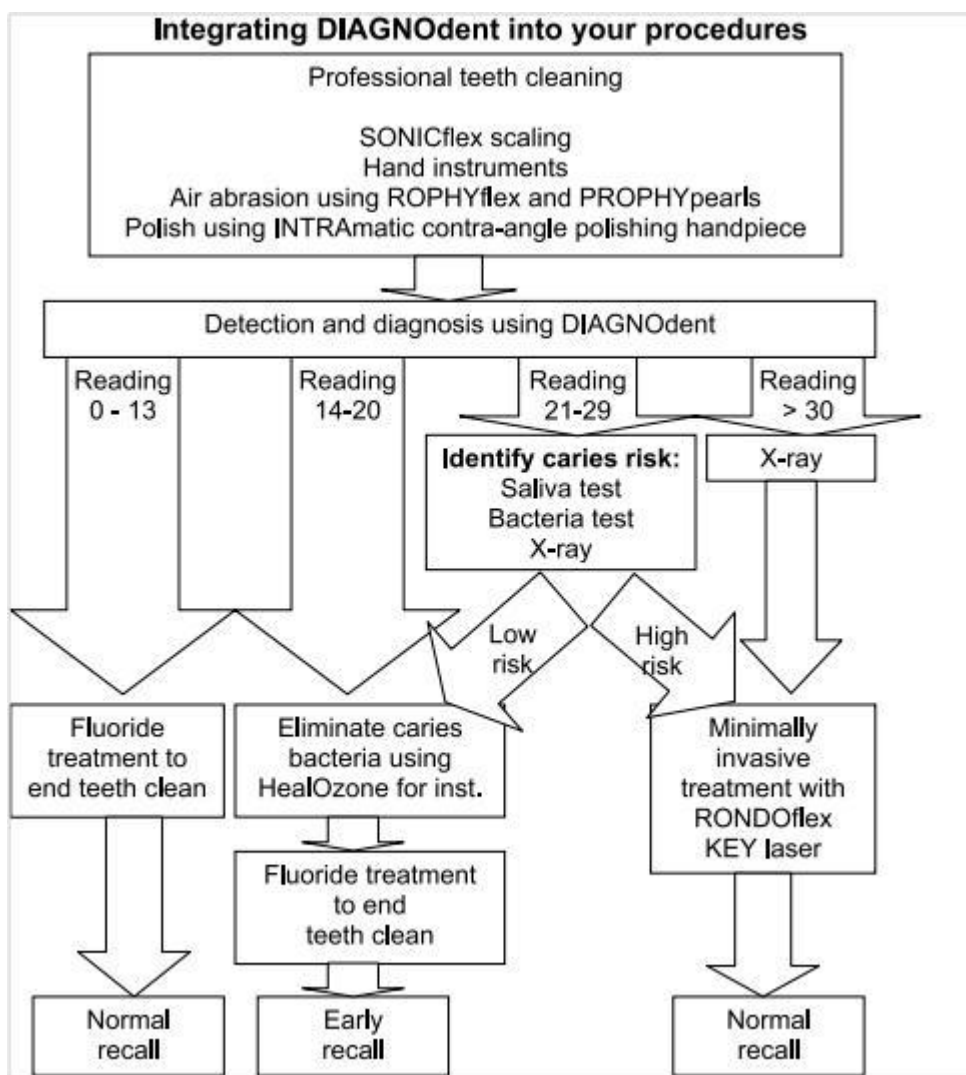 Integrating DIAGNOdent into your procedures
Professional teeth cleaning
SONICflex scaling
Hand instruments
Air abrasion using ROPHYflex and PROPHYpearls
Polish using INTRAmatic contra-angle polishing handpiece
Detection and diagnosis using DIAGNOdent
Reading
0 - 13
Reading
14-20
Reading
21-29
Reading
> 30
Identify caries risk:
Saliva test
Bacteria test
X-ray
X-ray
Low
risk
High
risk
Fluoride
treatment to
end teeth clean
Eliminate caries
bacteria using
HealOzone for inst.
Minimally
invasive
treatment with
RONDOflex
KEY laser
Fluoride treatment
to end
teeth clean
Normal
recall
Early
recall
Normal
recall